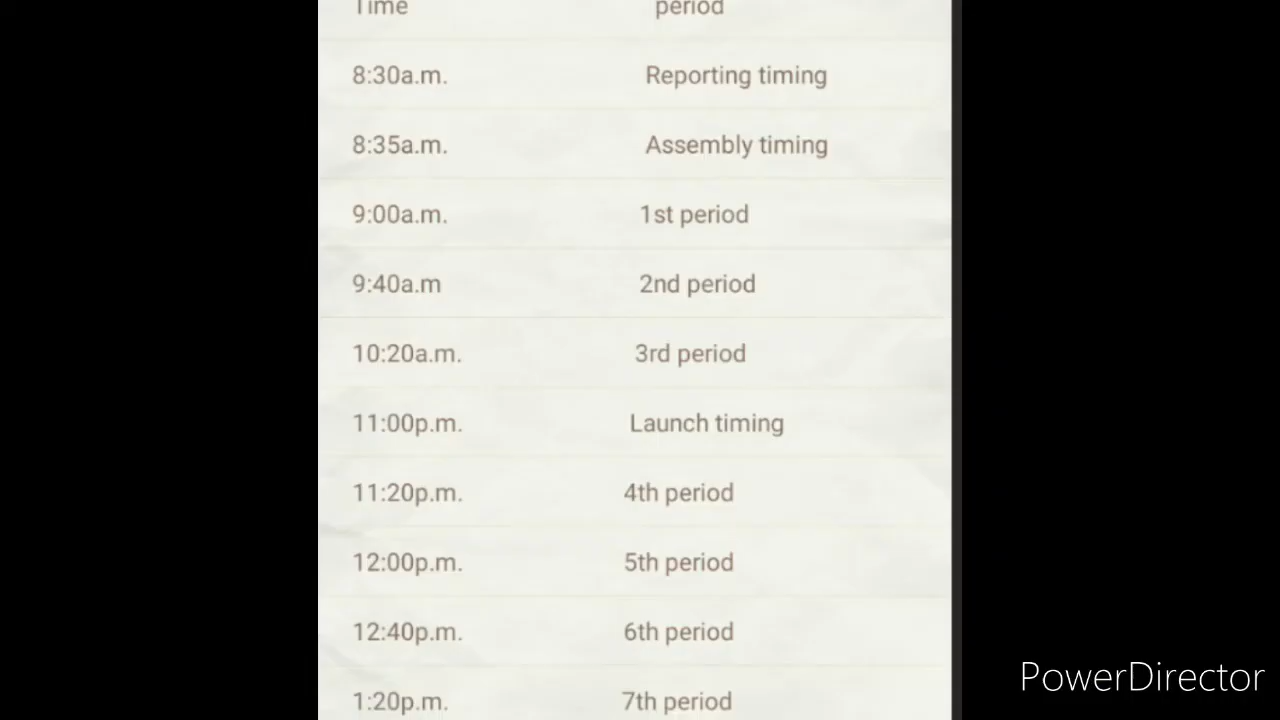 Time period
8:30a.m. Reporting timing
8:35a.m. Assembly timing
9:00a.m. 1st period
9:40a.m 2nd period
10:20a.m. 3rd period
11:00p.m. Launch timing
11:20p.m. 4th period
12:00p.m. 5th period
12:40p.m. 6th period
1:20p.m. 7th period
PowerDirector